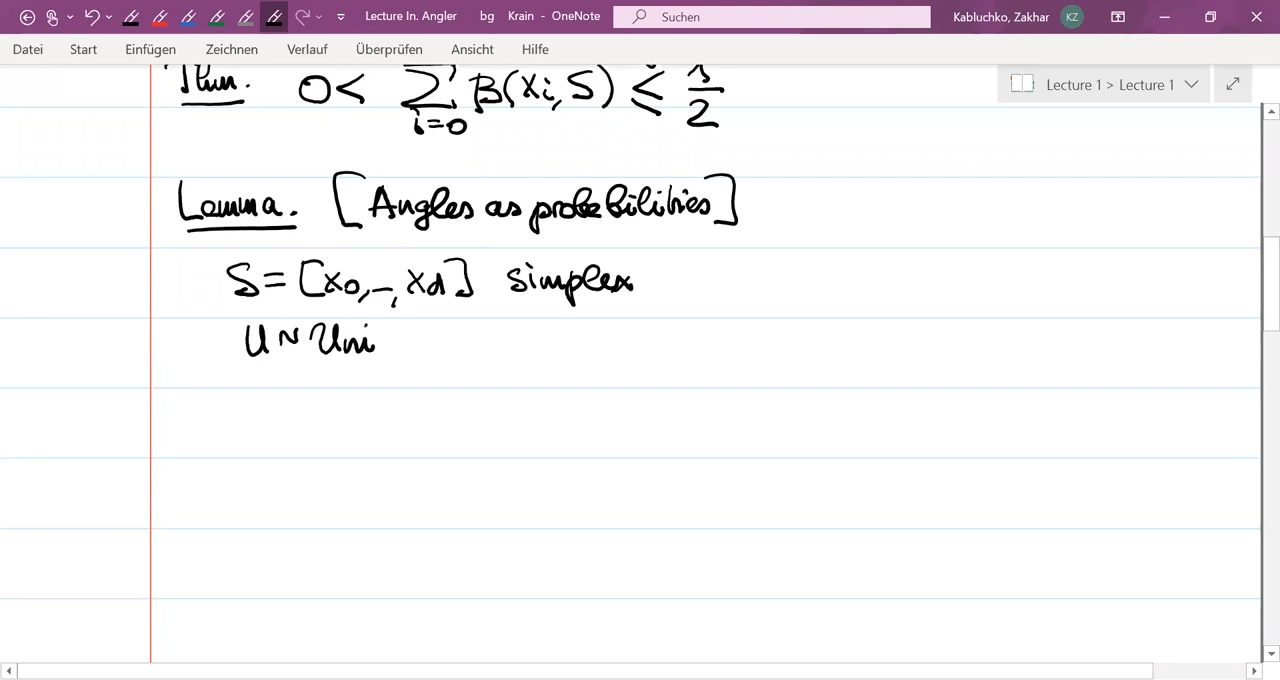 Lecture In. Angler bg Krain - OneNote
Suchen
Kabluchko, Zakhar
KZ
Datei Start Einfügen Zeichnen Verlauf Überprüfen Ansicht Hilfe
Lecture 1 > Lecture 1
Thm. 0 < ∑ i=0 β(xi, S) ≤ 1/2
Lemma. [Angles as probabilities]
S = [x0, -, xd] simplex
U ~ Uni